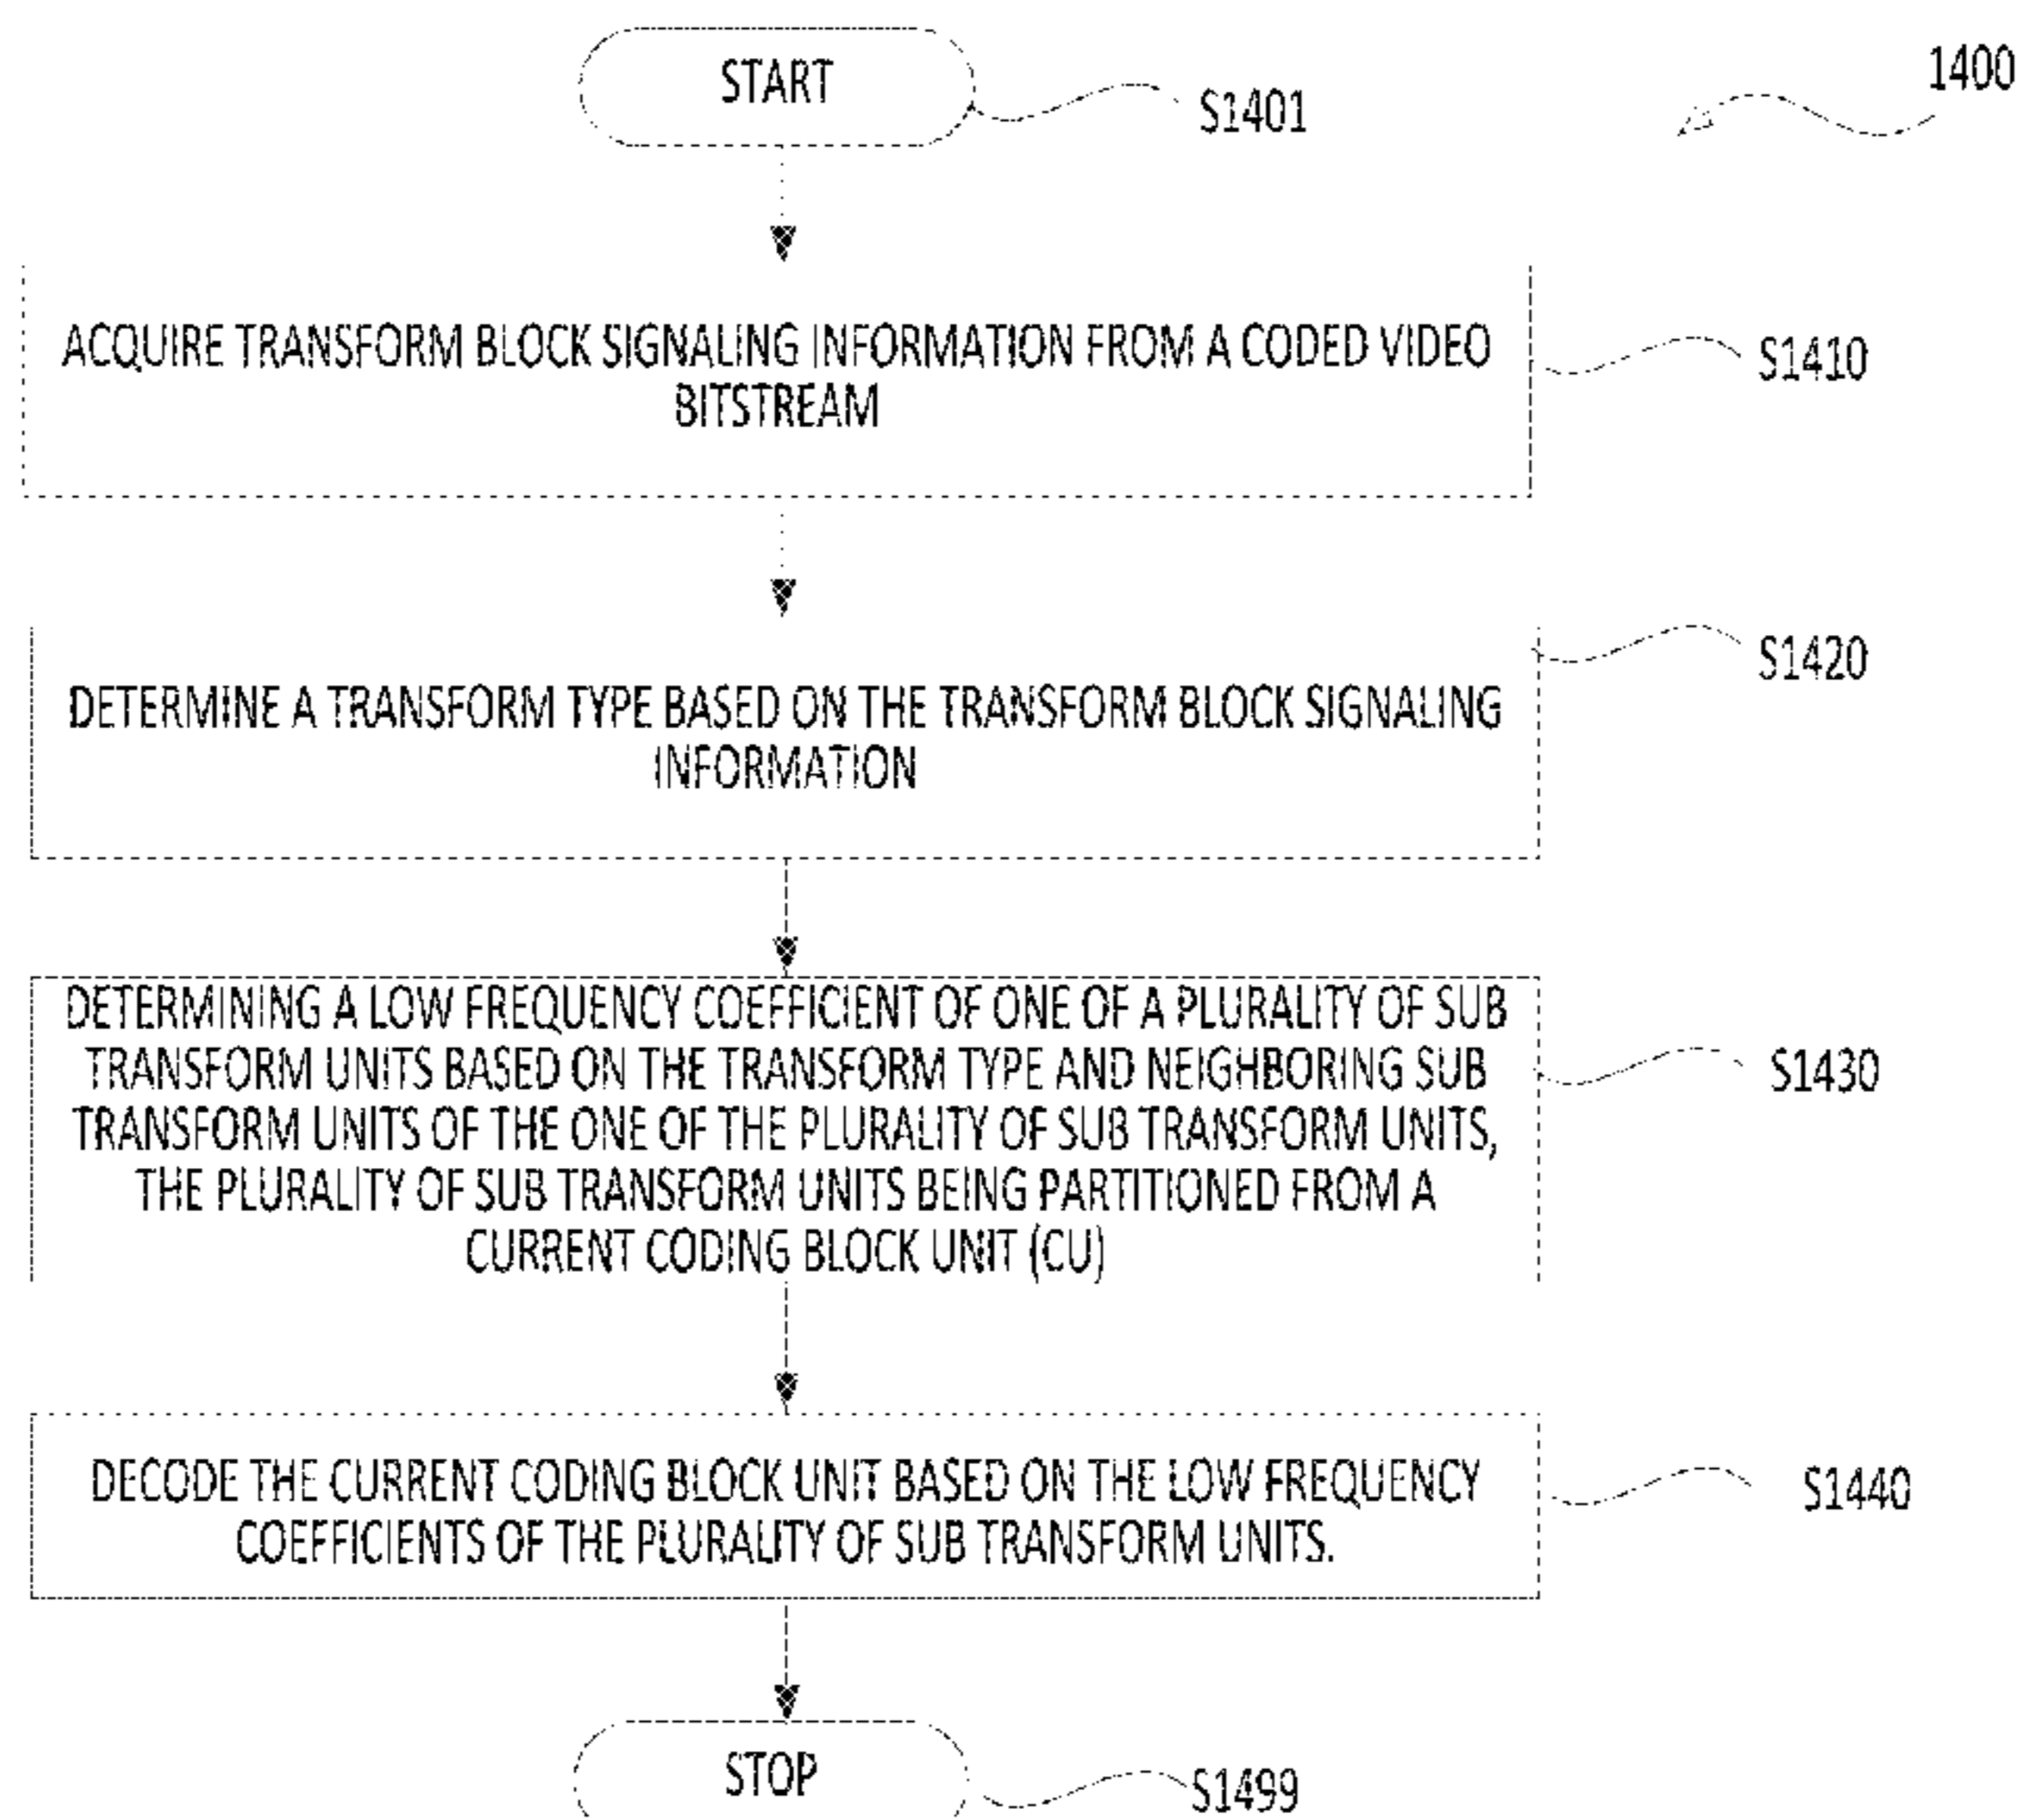 START
S1401
1400
ACQUIRE TRANSFORM BLOCK SIGNALING INFORMATION FROM A CODED VIDEO
BITSTREAM
S1410
DETERMINE A TRANSFORM TYPE BASED ON THE TRANSFORM BLOCK SIGNALING
INFORMATION
S1420
DETERMINING A LOW FREQUENCY COEFFICIENT OF ONE OF A PLURALITY OF SUB
TRANSFORM UNITS BASED ON THE TRANSFORM TYPE AND NEIGHBORING SUB
TRANSFORM UNITS OF THE ONE OF THE PLURALITY OF SUB TRANSFORM UNITS,
THE PLURALITY OF SUB TRANSFORM UNITS BEING PARTITIONED FROM A
CURRENT CODING BLOCK UNIT (CU)
S1430
DECODE THE CURRENT CODING BLOCK UNIT BASED ON THE LOW FREQUENCY
COEFFICIENTS OF THE PLURALITY OF SUB TRANSFORM UNITS.
S1440
STOP
S1499